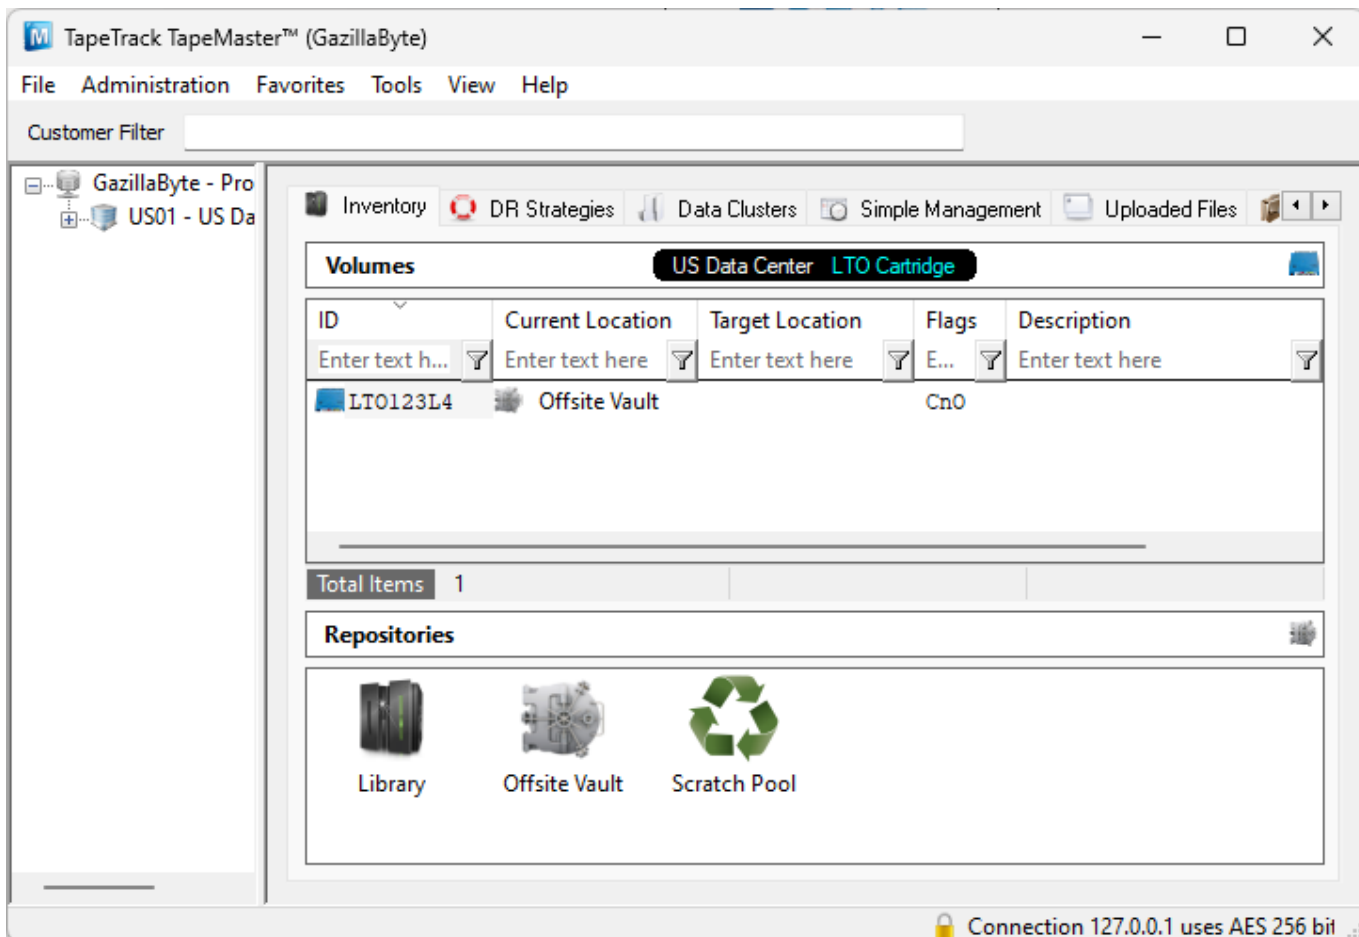 TapeTrack TapeMaster™ (GazillaByte)
File Administration Favorites Tools View Help
Customer Filter
GazillaByte - Pro
US01 - US Da
Inventory DR Strategies Data Clusters Simple Management Uploaded Files
Volumes US Data Center LTO Cartridge
ID Current Location Target Location Flags Description
Enter text h... Enter text here Enter text here E... Enter text here
LTO123L4 Offsite Vault CnO
Total Items 1
Repositories
Library Offsite Vault Scratch Pool
Connection 127.0.0.1 uses AES 256 bit